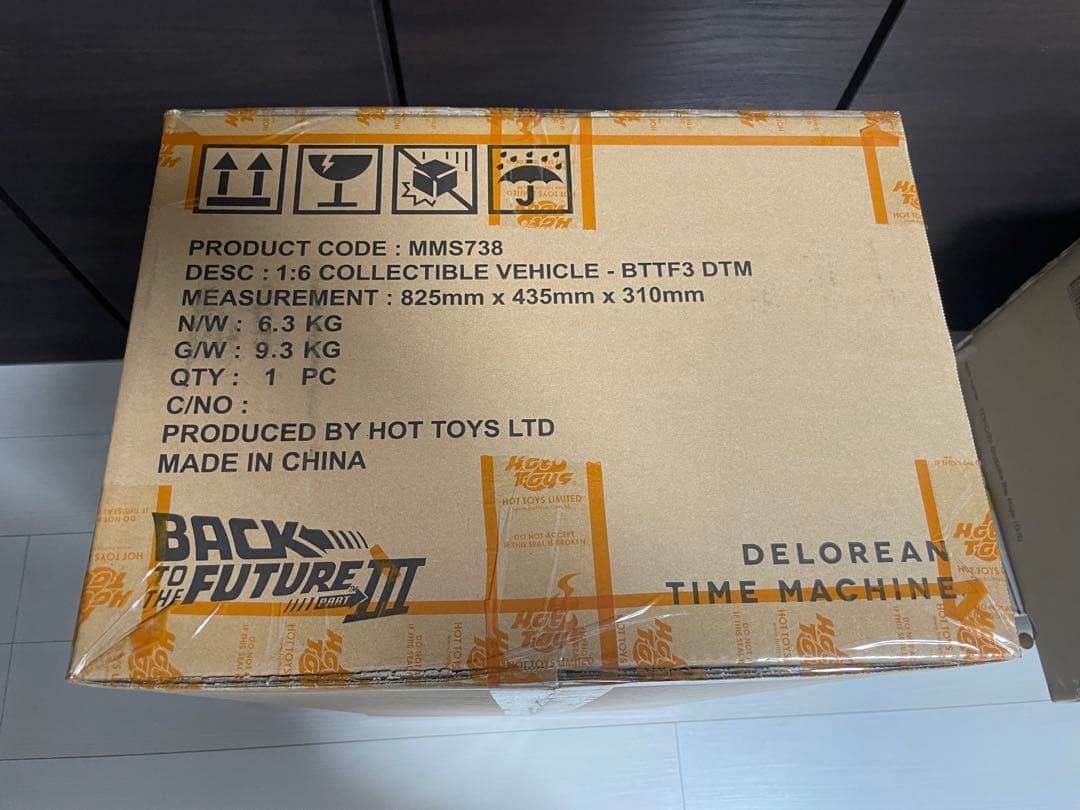 PRODUCT CODE : MMS738
DESC : 1:6 COLLECTIBLE VEHICLE - BTTF3 DTM
MEASUREMENT : 825mm x 435mm x 310mm
N/W : 6.3 KG
G/W : 9.3 KG
QTY : 1 PC
C/NO :
PRODUCED BY HOT TOYS LTD
MADE IN CHINA
HOT TOYS LIMITED
DO NOT ACCEPT
IF THIS SEAL IS BROKEN
BACK
TO THE FUTURE
PART III
DELOREAN
TIME MACHINE
HOT TOYS LIMITED